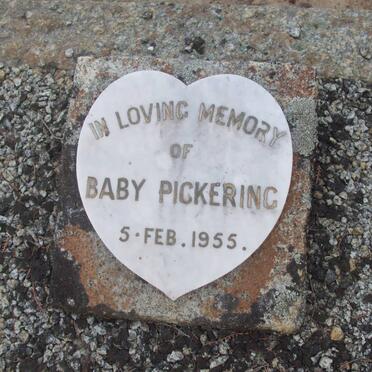 IN LOVING MEMORY
OF
BABY PICKERING
5·FEB.1955.